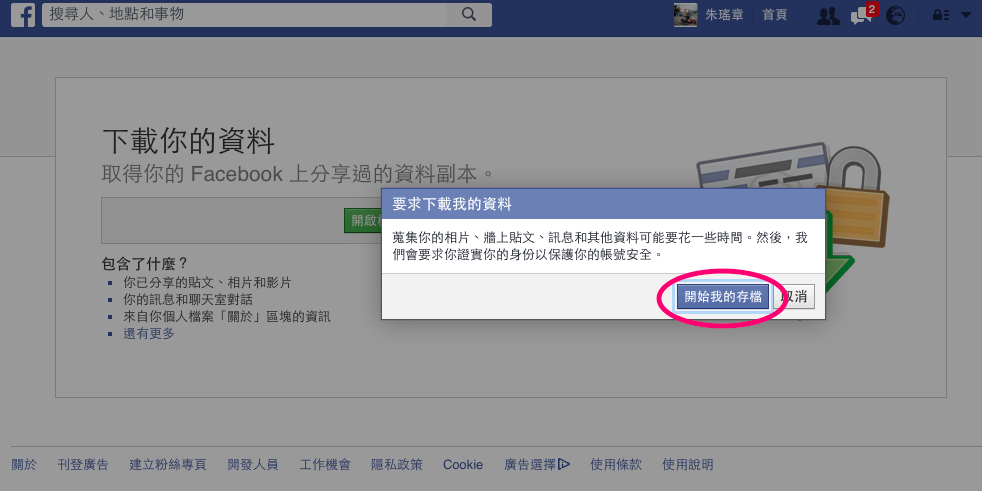 f
搜尋人、地點和事物
朱瑤章
首頁
2
下載你的資料
取得你的 Facebook 上分享過的資料副本。
開啟
要求下載我的資料
蒐集你的相片、牆上貼文、訊息和其他資料可能要花一些時間。然後，我
們會要求你證實你的身份以保護你的帳號安全。
開始我的存檔
取消
包含了什麼？
你已分享的貼文、相片和影片
你的訊息和聊天室對話
來自你個人檔案「關於」區塊的資訊
還有更多
關於 刊登廣告 建立粉絲專頁 開發人員 工作機會 隱私政策 Cookie 廣告選擇 使用條款 使用說明